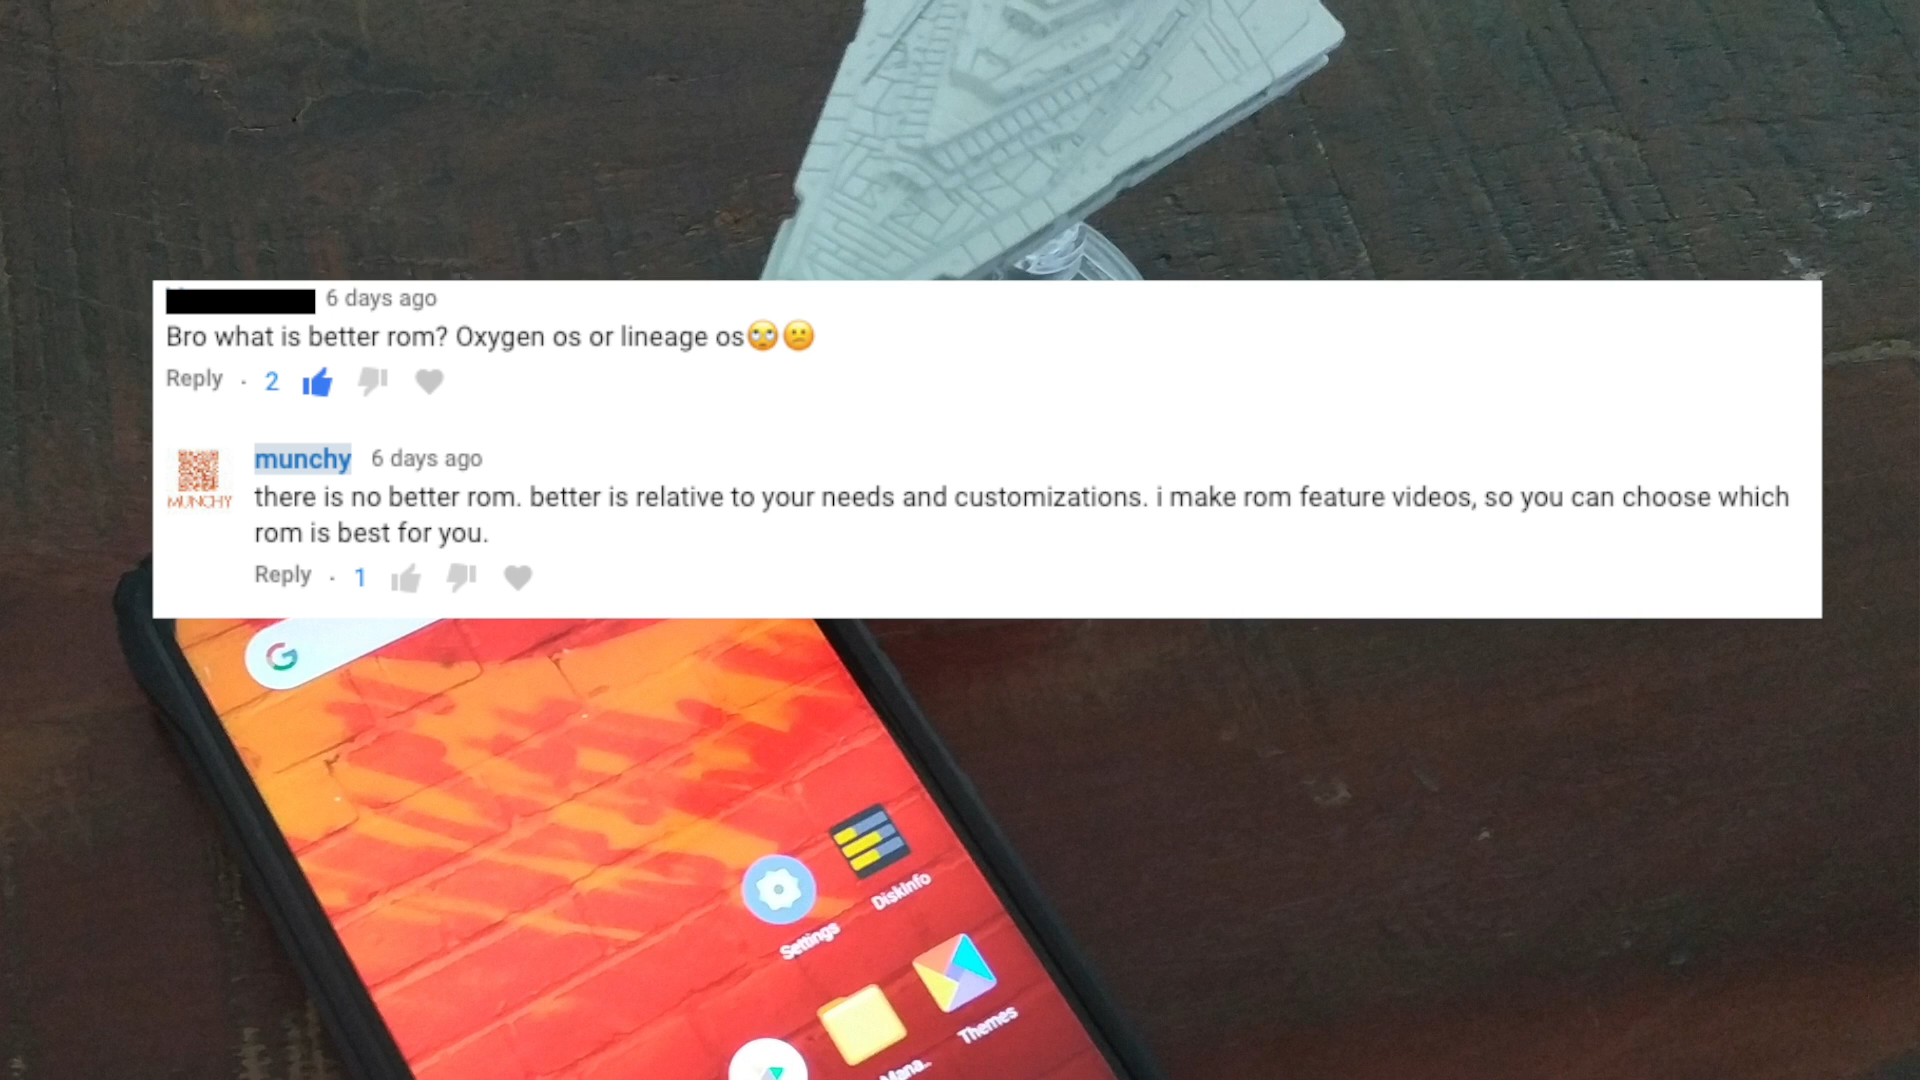 6 days ago
Bro what is better rom? Oxygen os or lineage os🙄😕
Reply · 2
munchy 6 days ago
MUNCHY
there is no better rom. better is relative to your needs and customizations. i make rom feature videos, so you can choose which
rom is best for you.
Reply · 1
G
DiskInfo
Settings
Themes
Mana..